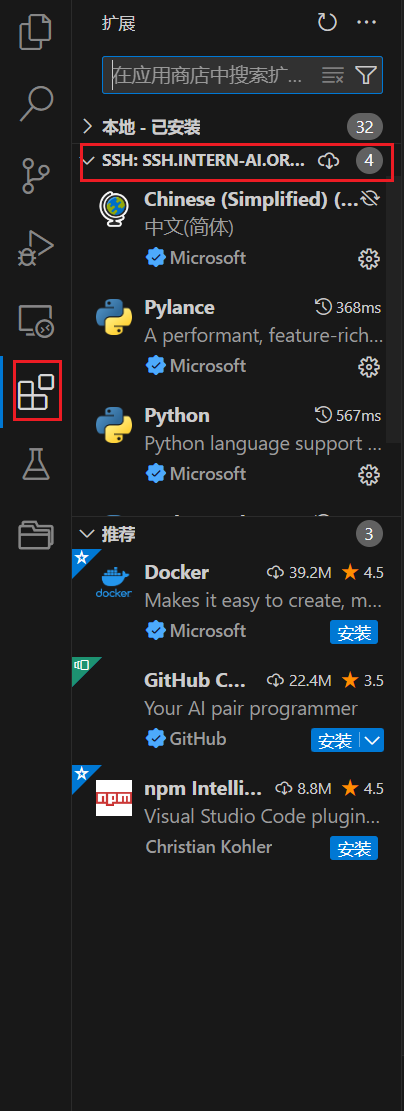 扩展
在应用商店中搜索扩...
本地 - 已安装 32
SSH: SSH.INTERN-AI.OR... 4
Chinese (Simplified) (...
中文(简体)
Microsoft
Pylance 368ms
A performant, feature-rich...
Microsoft
Python 567ms
Python language support ...
Microsoft
推荐 3
Docker 39.2M 4.5
docker
Makes it easy to create, m...
Microsoft 安装
GitHub C... 22.4M 3.5
Your AI pair programmer
GitHub 安装
npm Intelli... 8.8M 4.5
npm
Visual Studio Code plugin...
Christian Kohler 安装